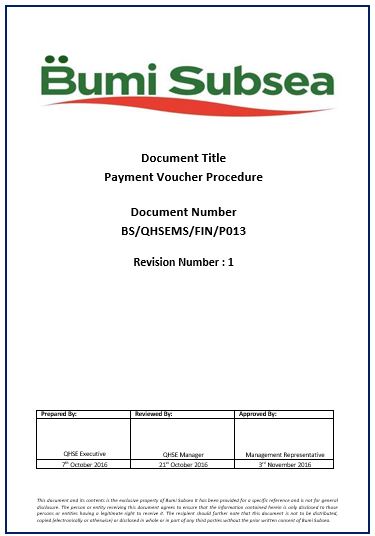 Bumi Subsea
Document Title
Payment Voucher Procedure
Document Number
BS/QHSEMS/FIN/P013
Revision Number : 1
Prepared By: Reviewed By: Approved By:
QHSE Executive QHSE Manager Management Representative
7th October 2016 21st October 2016 3rd November 2016
This document and its contents is the exclusive property of Bumi Subsea It has been provided for a specific reference and is not for general
disclosure. The person or entity receiving this document agrees to ensure that the information contained herein is only disclosed to those
persons or entities having a legitimate right to receive it. The recipient should further note that this document is not to be distributed,
copied (electronically or otherwise) or disclosed in whole or in part of any third parties without the prior written consent of Bumi Subsea.